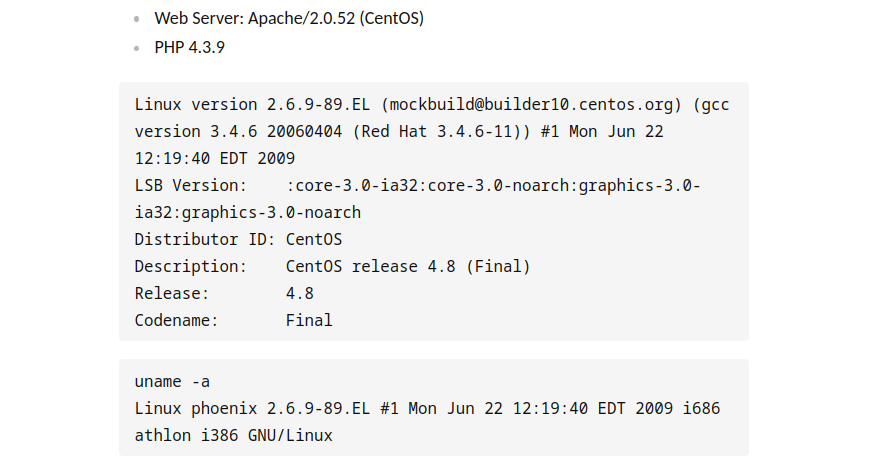 Web Server: Apache/2.0.52 (CentOS)
PHP 4.3.9
Linux version 2.6.9-89.EL (mockbuild@builder10.centos.org) (gcc
version 3.4.6 20060404 (Red Hat 3.4.6-11)) #1 Mon Jun 22
12:19:40 EDT 2009
LSB Version:    :core-3.0-ia32:core-3.0-noarch:graphics-3.0-
ia32:graphics-3.0-noarch
Distributor ID: CentOS
Description:    CentOS release 4.8 (Final)
Release:        4.8
Codename:       Final
uname -a
Linux phoenix 2.6.9-89.EL #1 Mon Jun 22 12:19:40 EDT 2009 i686
athlon i386 GNU/Linux